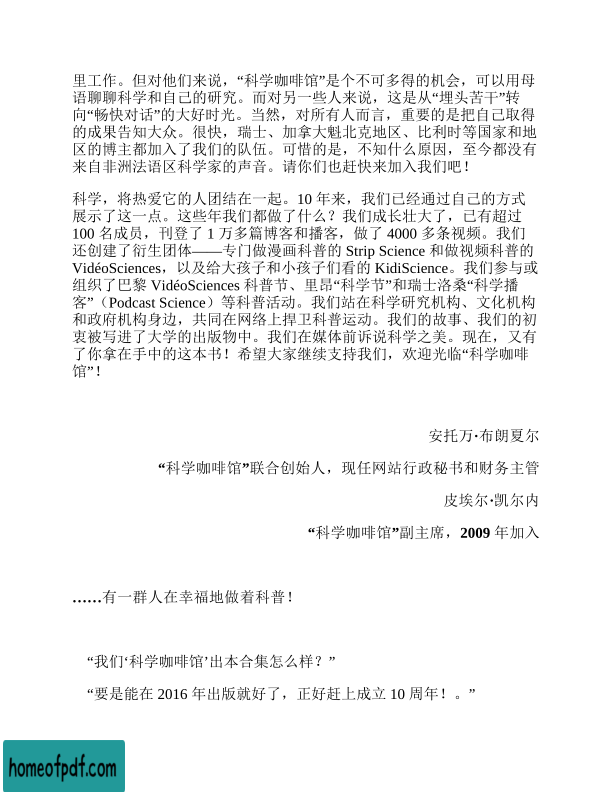 里工作。但对他们来说，“科学咖啡馆”是个不可多得的机会，可以用母
语聊聊科学和自己的研究。而对另一些人来说，这是从“埋头苦干”转
向“畅快对话”的大好时光。当然，对所有人而言，重要的是把自己取得
的成果告知大众。很快，瑞士、加拿大魁北克地区、比利时等国家和地
区的博主都加入了我们的队伍。可惜的是，不知什么原因，至今都没有
来自非洲法语区科学家的声音。请你们也赶快来加入我们吧！
科学，将热爱它的人团结在一起。10 年来，我们已经通过自己的方式
展示了这一点。这些年我们都做了什么？我们成长壮大了，已有超过
100 名成员，刊登了 1 万多篇博客和播客，做了 4000 多条视频。我们
还创建了衍生团体——专门做漫画科普的 Strip Science 和做视频科普的
VidéoSciences，以及给大孩子和小孩子们看的 KidiScience。我们参与或
组织了巴黎 VidéoSciences 科普节、里昂“科学节”和瑞士洛桑“科学播
客”（Podcast Science）等科普活动。我们站在科学研究机构、文化机构
和政府机构身边，共同在网络上捍卫科普运动。我们的故事、我们的初
衷被写进了大学的出版物中。我们在媒体前诉说科学之美。现在，又有
了你拿在手中的这本书！希望大家继续支持我们，欢迎光临“科学咖啡
馆”！
安托万·布朗夏尔
“科学咖啡馆”联合创始人，现任网站行政秘书和财务主管
皮埃尔·凯尔内
“科学咖啡馆”副主席，2009 年加入
……有一群人在幸福地做着科普！
“我们‘科学咖啡馆’出本合集怎么样？”
“要是能在 2016 年出版就好了，正好赶上成立 10 周年！。”
homeofpdf.com